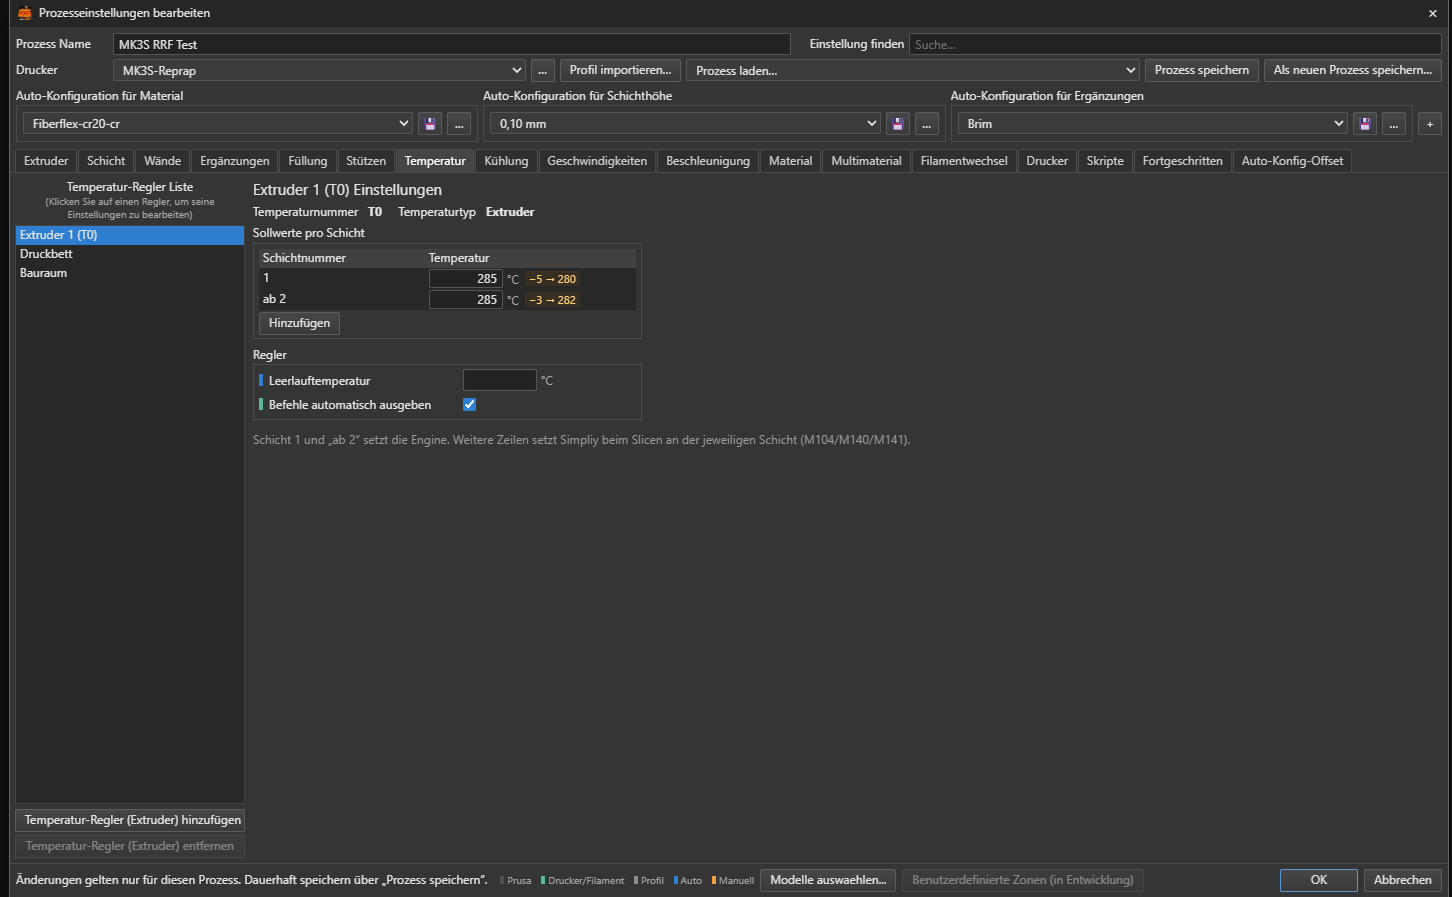 Prozesseinstellungen bearbeiten
Prozess Name MK3S RRF Test Einstellung finden Suche...
Drucker MK3S-Reprap ... Profil importieren... Prozess laden... Prozess speichern Als neuen Prozess speichern...
Auto-Konfiguration für Material Auto-Konfiguration für Schichthöhe Auto-Konfiguration für Ergänzungen
Fiberflex-cr20-cr ... 0,10 mm ... Brim ... +
Extruder Schicht Wände Ergänzungen Füllung Stützen Temperatur Kühlung Geschwindigkeiten Beschleunigung Material Multimaterial Filamentwechsel Drucker Skripte Fortgeschritten Auto-Konfig-Offset
Temperatur-Regler Liste
(Klicken Sie auf einen Regler, um seine
Einstellungen zu bearbeiten)
Extruder 1 (T0)
Druckbett
Bauraum
Temperatur-Regler (Extruder) hinzufügen
Temperatur-Regler (Extruder) entfernen
Extruder 1 (T0) Einstellungen
Temperaturnummer T0 Temperaturtyp Extruder
Sollwerte pro Schicht
Schichtnummer Temperatur
1 285 °C −5 → 280
ab 2 285 °C −3 → 282
Hinzufügen
Regler
Leerlauftemperatur °C
Befehle automatisch ausgeben
Schicht 1 und „ab 2“ setzt die Engine. Weitere Zeilen setzt Simpliy beim Slicen an der jeweiligen Schicht (M104/M140/M141).
Änderungen gelten nur für diesen Prozess. Dauerhaft speichern über „Prozess speichern“. Prusa Drucker/Filament Profil Auto Manuell Modelle auswaehlen... Benutzerdefinierte Zonen (in Entwicklung) OK Abbrechen